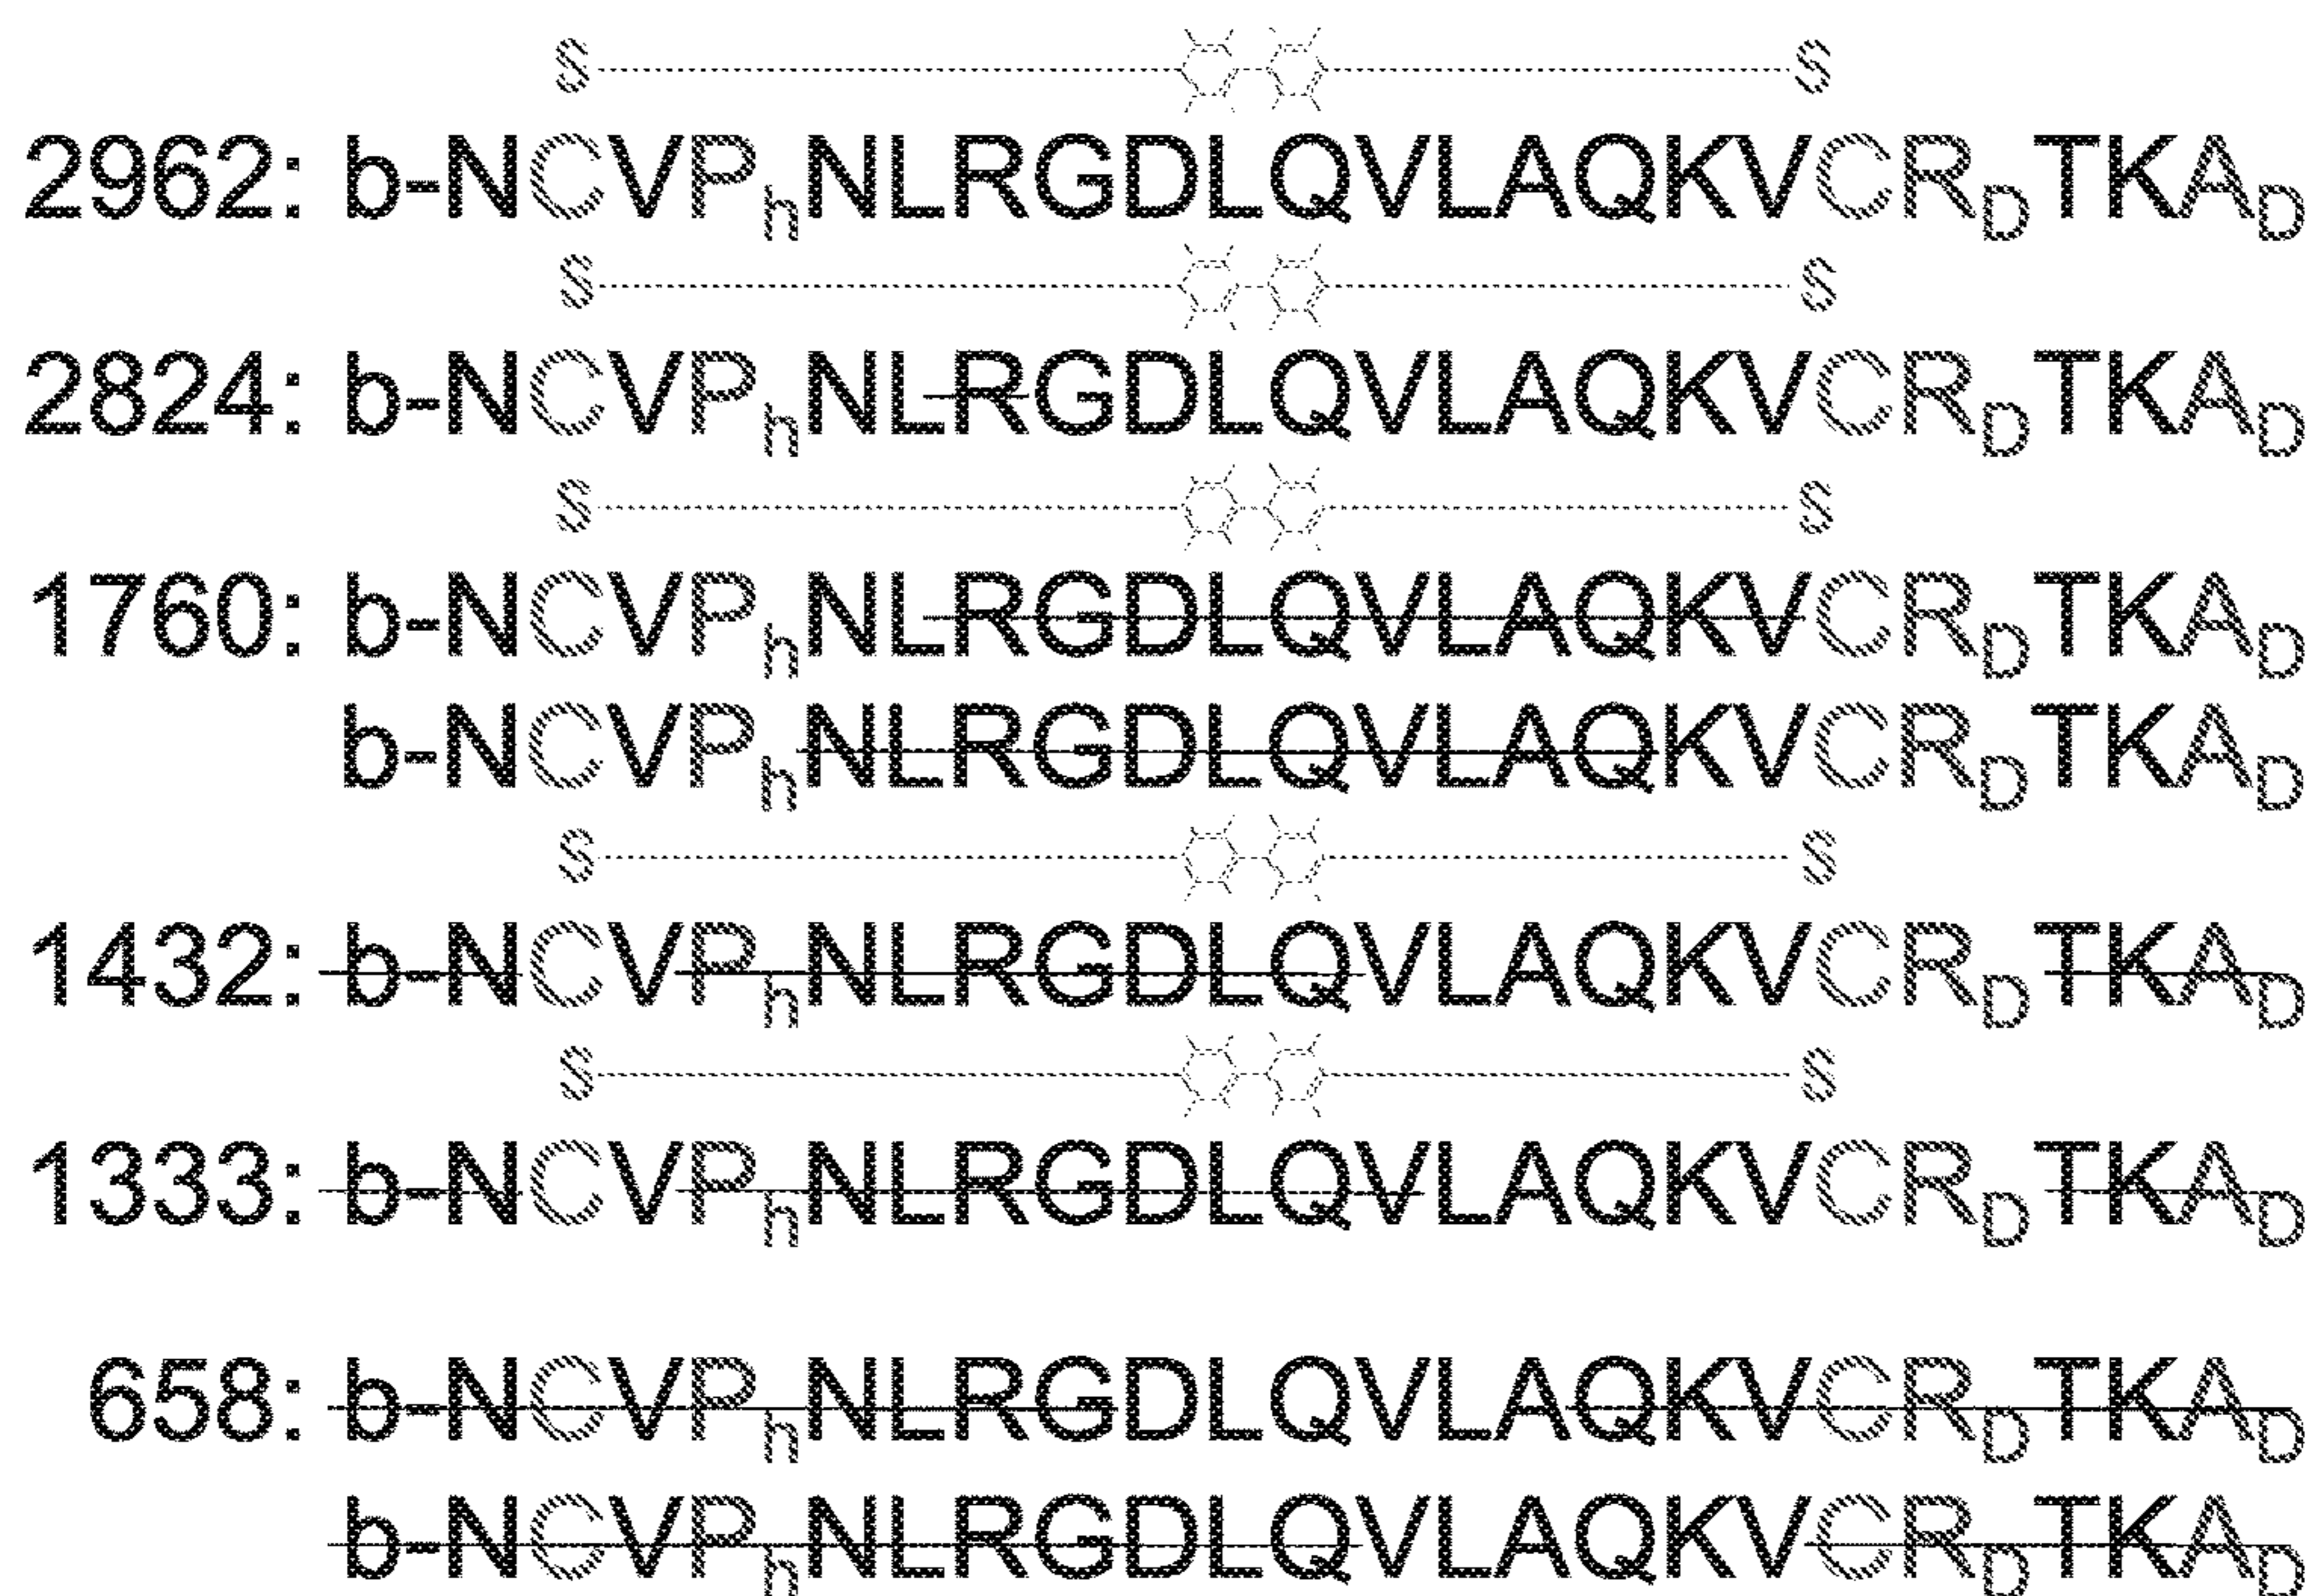 S S
2962: b-NCVPhNLRGDLQVLAQKVCRDTKAD
S S
2824: b-NCVPhNLRGDLQVLAQKVCRDTKAD
S S
1760: b-NCVPhNLRGDLQVLAQKVCRDTKAD
b-NCVPhNLRGDLQVLAQKVCRDTKAD
S S
1432: b-NCVPhNLRGDLQVLAQKVCRDTKAD
S S
1333: b-NCVPhNLRGDLQVLAQKVCRDTKAD
658: b-NCVPhNLRGDLQVLAQKVCRDTKAD
b-NCVPhNLRGDLQVLAQKVCRDTKAD